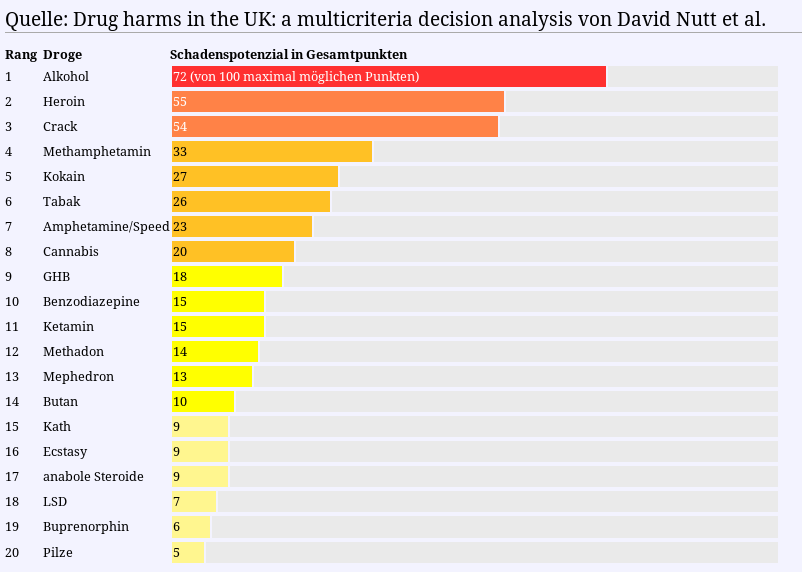 Quelle: Drug harms in the UK: a multicriteria decision analysis von David Nutt et al.
Rang Droge Schadenspotenzial in Gesamtpunkten
1 Alkohol 72 (von 100 maximal möglichen Punkten)
2 Heroin 55
3 Crack 54
4 Methamphetamin 33
5 Kokain 27
6 Tabak 26
7 Amphetamine/Speed 23
8 Cannabis 20
9 GHB 18
10 Benzodiazepine 15
11 Ketamin 15
12 Methadon 14
13 Mephedron 13
14 Butan 10
15 Kath 9
16 Ecstasy 9
17 anabole Steroide 9
18 LSD 7
19 Buprenorphin 6
20 Pilze 5